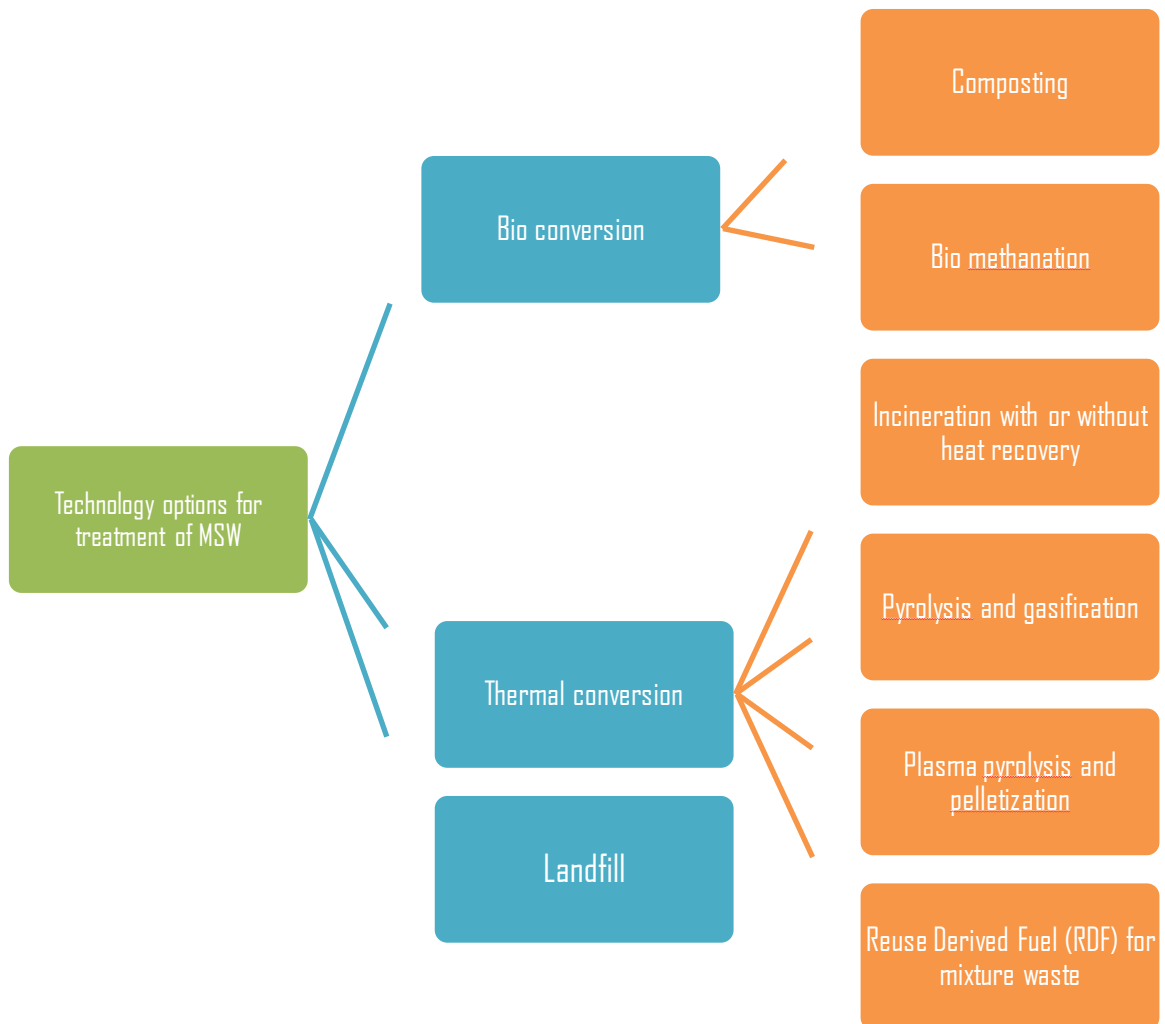 Technology options for
treatment of MSW
Bio conversion
Thermal conversion
Landfill
Composting
Bio methanation
Incineration with or without
heat recovery
Pyrolysis and gasification
Plasma pyrolysis and
pelletization
Reuse Derived Fuel (RDF) for
mixture waste